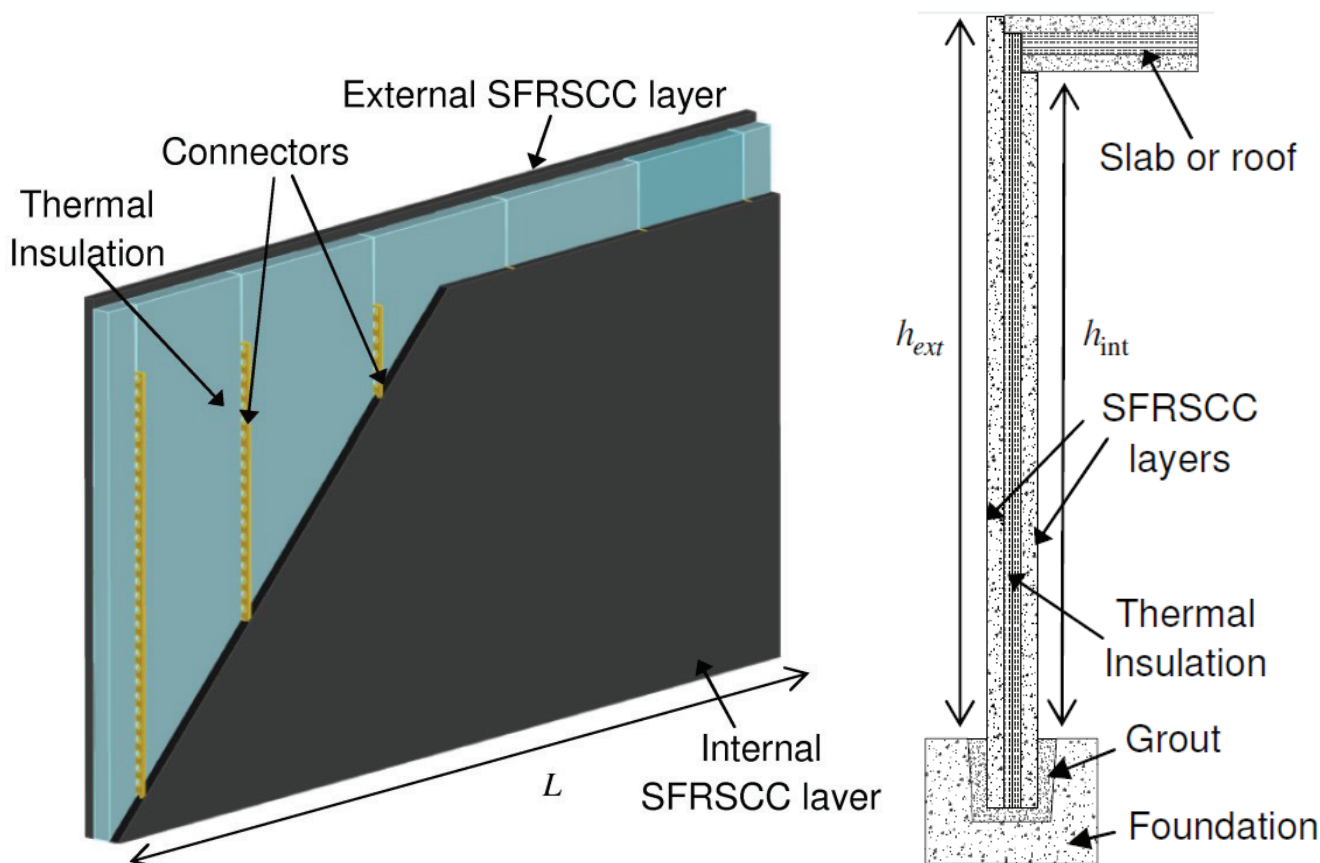 External SFRSCC layer
Connectors
Thermal
Insulation
Internal
SFRSCC laver
L
Slab or roof
h_ext
h_int
SFRSCC
layers
Thermal
Insulation
Grout
Foundation